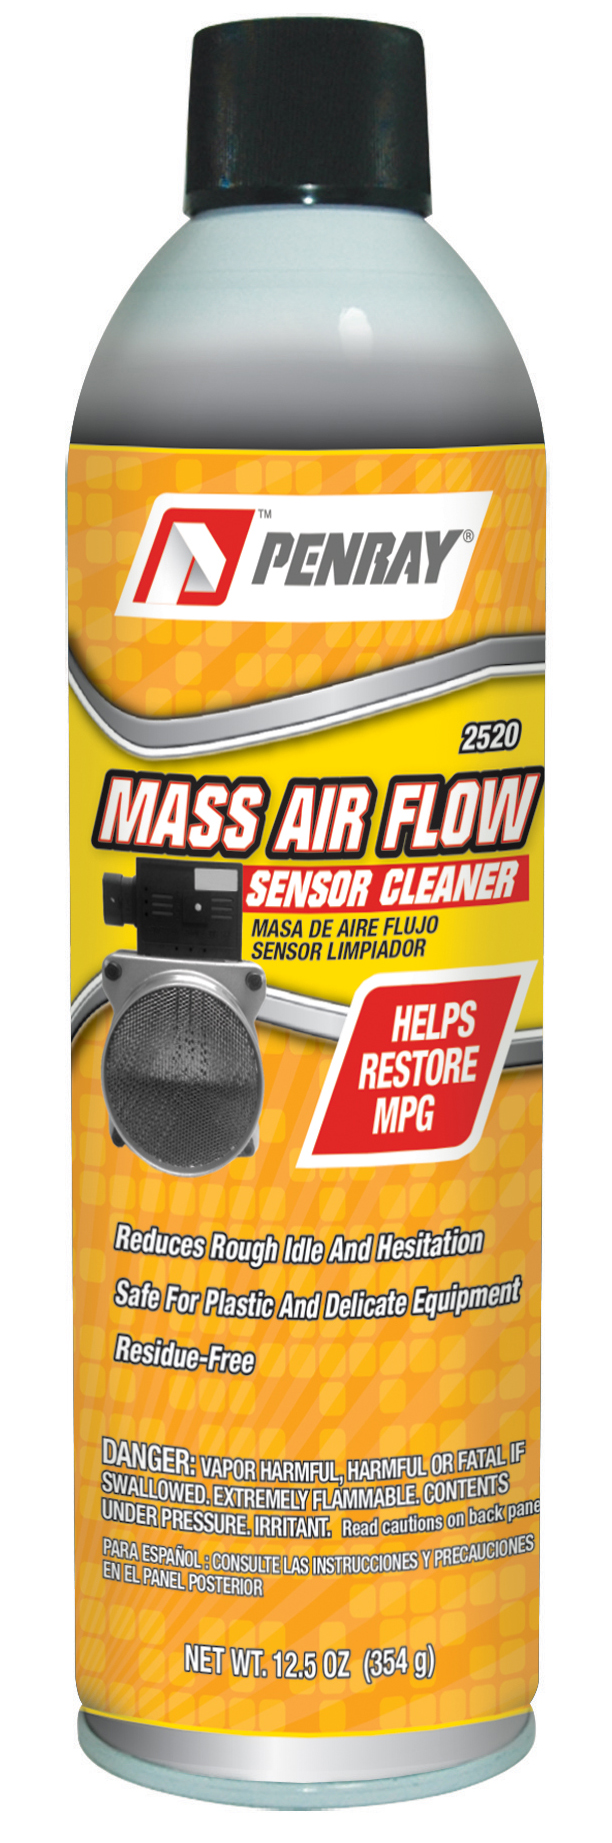 PENRAY®
™
2520
MASS AIR FLOW
SENSOR CLEANER
MASA DE AIRE FLUJO
SENSOR LIMPIADOR
HELPS
RESTORE
MPG
Reduces Rough Idle And Hesitation
Safe For Plastic And Delicate Equipment
Residue-Free
DANGER: VAPOR HARMFUL, HARMFUL OR FATAL IF
SWALLOWED. EXTREMELY FLAMMABLE. CONTENTS
UNDER PRESSURE. IRRITANT. Read cautions on back pane
PARA ESPAÑOL : CONSULTE LAS INSTRUCCIONES Y PRECAUCIONES
EN EL PANEL POSTERIOR
NET WT. 12.5 OZ (354 g)